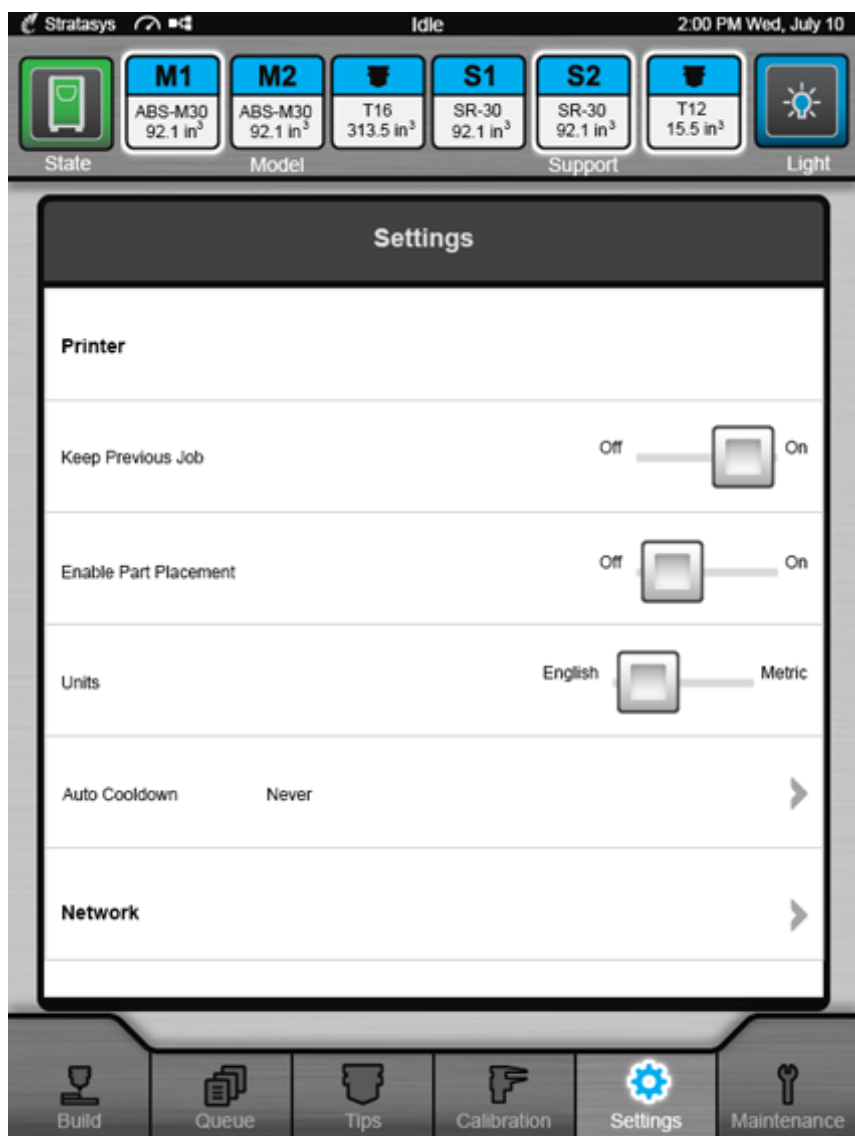 Stratasys
Idle
2:00 PM Wed, July 10
M1
ABS-M30
92.1 in³
M2
ABS-M30
92.1 in³
T16
313.5 in³
S1
SR-30
92.1 in³
S2
SR-30
92.1 in³
T12
15.5 in³
State
Model
Support
Light
Settings
Printer
Keep Previous Job
Off
On
Enable Part Placement
Off
On
Units
English
Metric
Auto Cooldown
Never
Network
Build
Queue
Tips
Calibration
Settings
Maintenance